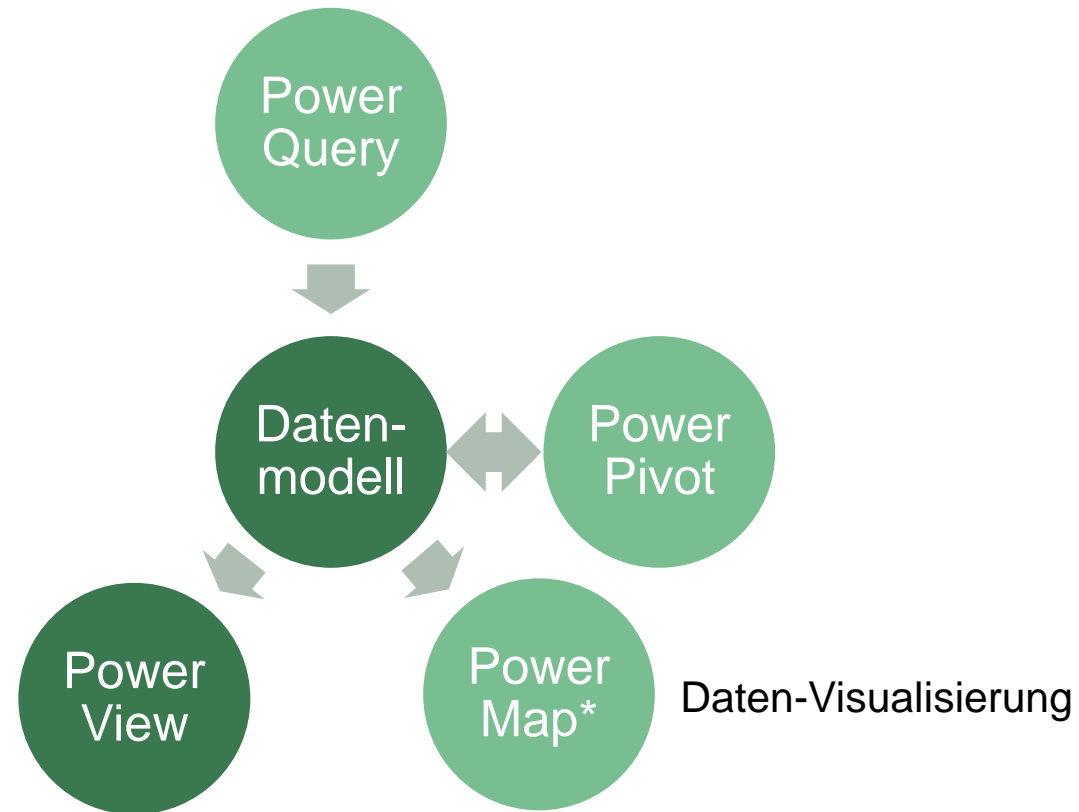 Power
Query
Daten-
modell
Power
Pivot
Power
View
Power
Map*
Daten-Visualisierung